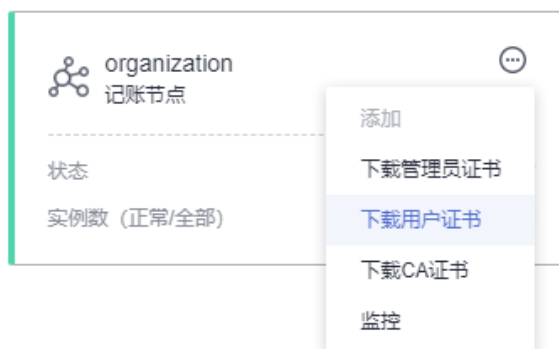 organization
记账节点
添加
状态
下载管理员证书
实例数（正常/全部）
下载用户证书
下载CA证书
监控